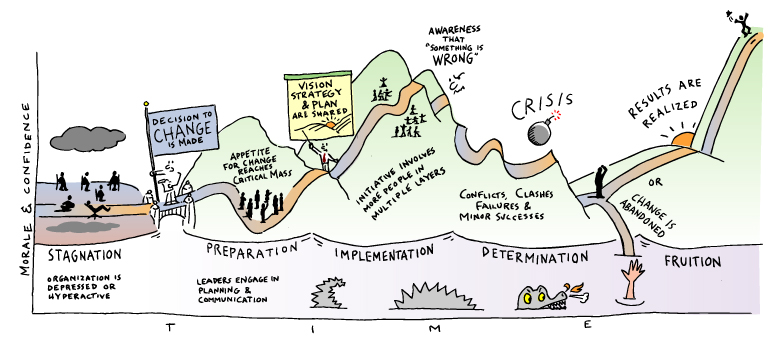 MORALE & CONFIDENCE
DECISION TO
CHANGE
IS MADE
APPETITE
FOR CHANGE
REACHES
CRITICAL MASS
VISION
STRATEGY
& PLAN
ARE SHARED
INITIATIVE INVOLVES
MORE PEOPLE IN
MULTIPLE LAYERS
AWARENESS
THAT
"SOMETHING IS
WRONG"
CRISIS
CONFLICTS, CLASHES
FAILURES &
MINOR SUCCESSES
RESULTS ARE
REALIZED
OR
CHANGE IS
ABANDONED
STAGNATION
PREPARATION
IMPLEMENTATION
DETERMINATION
FRUITION
ORGANIZATION IS
DEPRESSED OR
HYPERACTIVE
LEADERS ENGAGE IN
PLANNING &
COMMUNICATION
T I M E